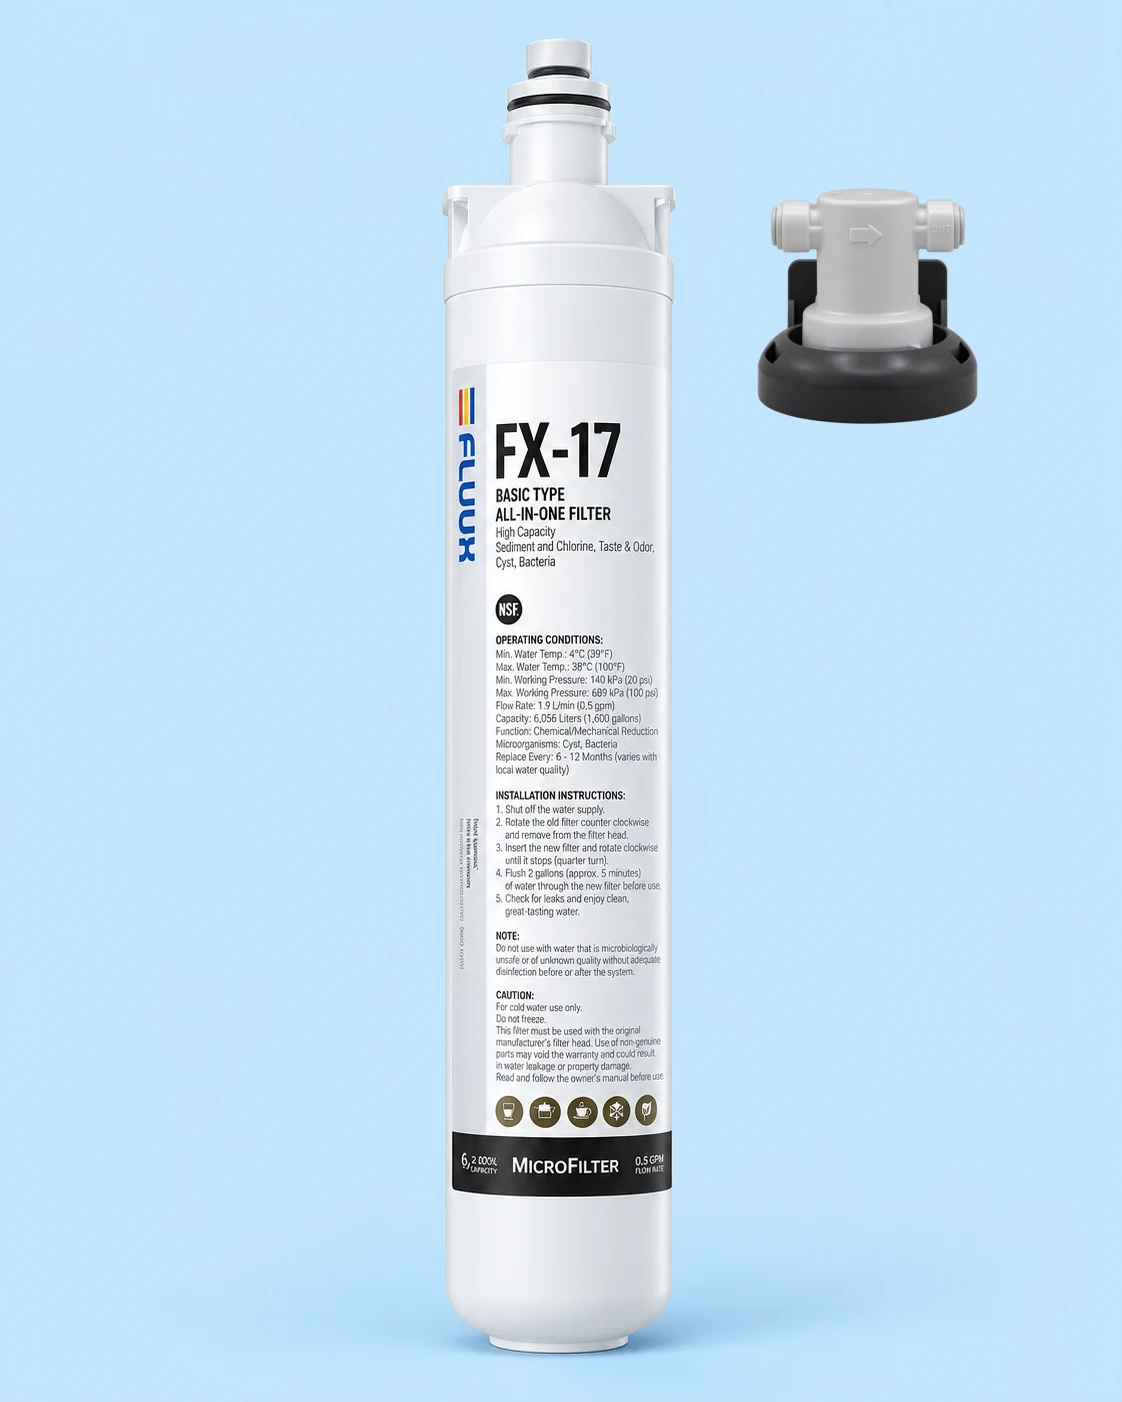 FLUUX
FX-17
BASIC TYPE
ALL-IN-ONE FILTER
High Capacity
Sediment and Chlorine, Taste & Odor,
Cyst, Bacteria
NSF.
OPERATING CONDITIONS:
Min. Water Temp.: 4°C (39°F)
Max. Water Temp.: 38°C (100°F)
Min. Working Pressure: 140 kPa (20 psi)
Max. Working Pressure: 689 kPa (100 psi)
Flow Rate: 1.9 L/min (0.5 gpm)
Capacity: 6,056 Liters (1,600 gallons)
Function: Chemical/Mechanical Reduction
Microorganisms: Cyst, Bacteria
Replace Every: 6 - 12 Months (varies with
local water quality)
INSTALLATION INSTRUCTIONS:
1. Shut off the water supply.
2. Rotate the old filter counter clockwise
and remove from the filter head.
3. Insert the new filter and rotate clockwise
until it stops (quarter turn).
4. Flush 2 gallons (approx. 5 minutes)
of water through the new filter before use.
5. Check for leaks and enjoy clean,
great-tasting water.
NOTE:
Do not use with water that is microbiologically
unsafe or of unknown quality without adequate
disinfection before or after the system.
CAUTION:
For cold water use only.
Do not freeze.
This filter must be used with the original
manufacturer's filter head. Use of non-genuine
parts may void the warranty and could result
in water leakage or property damage.
Read and follow the owner's manual before use.
CAPACITY
MICROFILTER
0.5 GPM
FLOW RATE